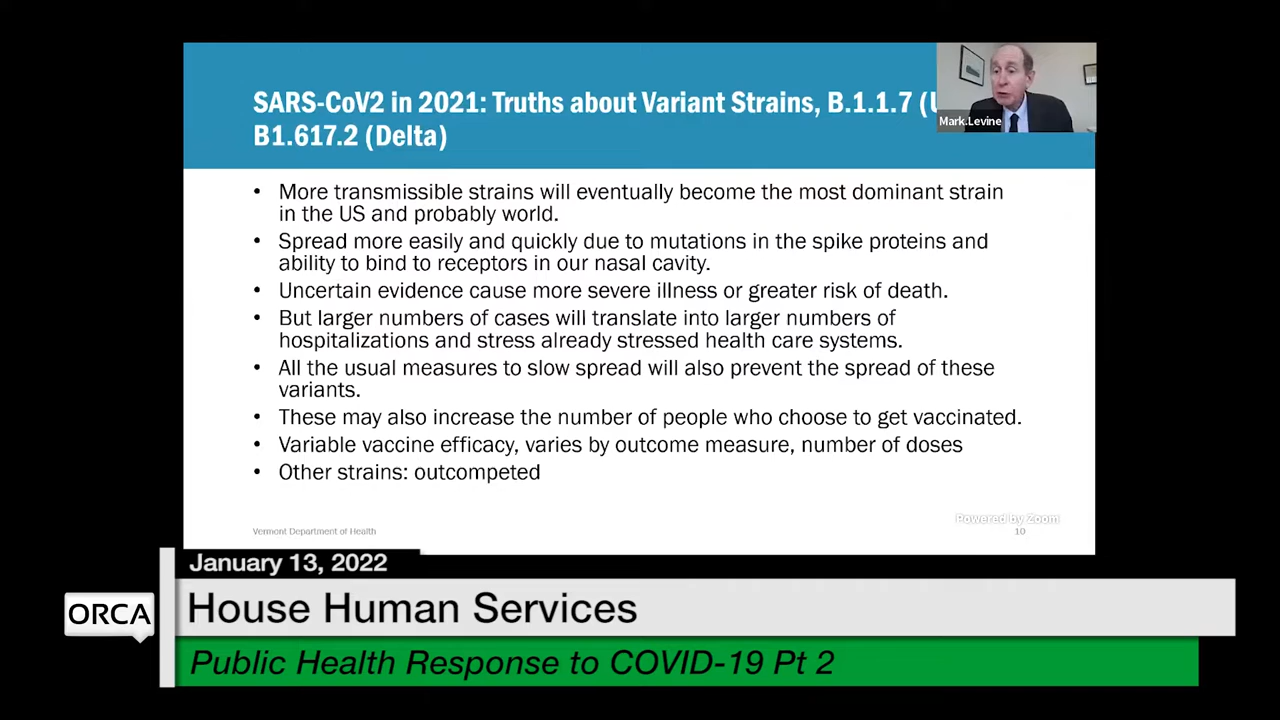 SARS-CoV2 in 2021: Truths about Variant Strains, B.1.1.7 (
B1.617.2 (Delta)
Mark.Levine
• More transmissible strains will eventually become the most dominant strain
in the US and probably world.
• Spread more easily and quickly due to mutations in the spike proteins and
ability to bind to receptors in our nasal cavity.
• Uncertain evidence cause more severe illness or greater risk of death.
• But larger numbers of cases will translate into larger numbers of
hospitalizations and stress already stressed health care systems.
• All the usual measures to slow spread will also prevent the spread of these
variants.
• These may also increase the number of people who choose to get vaccinated.
• Variable vaccine efficacy, varies by outcome measure, number of doses
• Other strains: outcompeted
Powered by Zoom
Vermont Department of Health
10
January 13, 2022
ORCA
House Human Services
Public Health Response to COVID-19 Pt 2